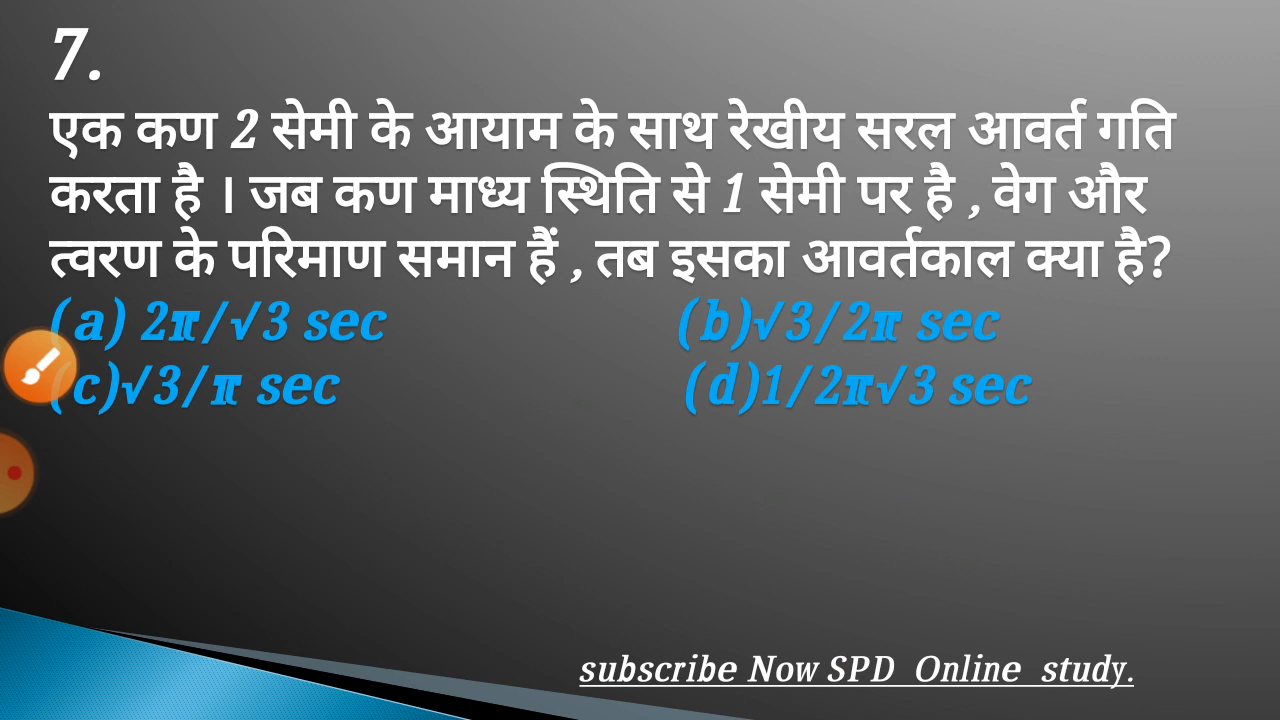 7.
एक कण 2 सेमी के आयाम के साथ रेखीय सरल आवर्त गति
करता है । जब कण माध्य स्थिति से 1 सेमी पर है , वेग और
त्वरण के परिमाण समान हैं , तब इसका आवर्तकाल क्या है?
(a) 2π/√3 sec (b)√3/2π sec
(c)√3/π sec (d)1/2π√3 sec
subscribe Now SPD Online study.